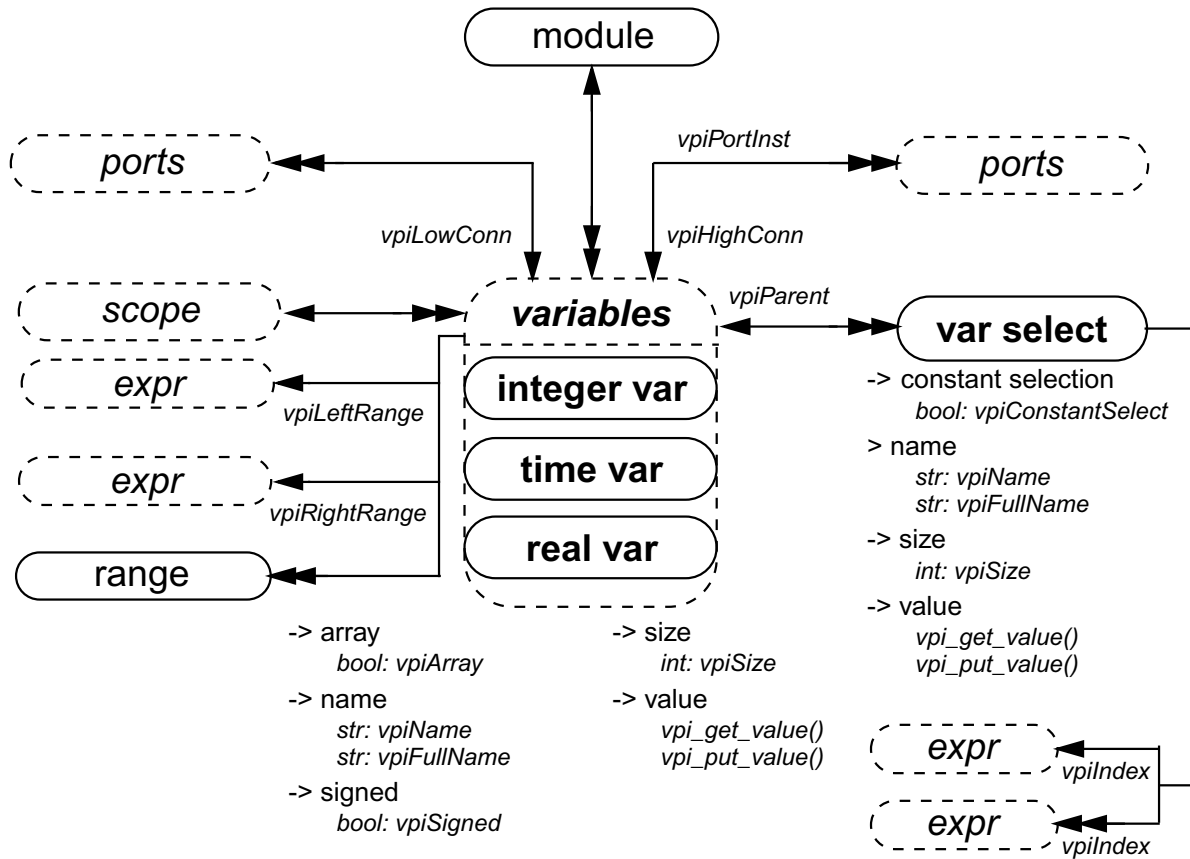 module
ports
vpiPortInst
ports
vpiLowConn
vpiHighConn
scope
variables
vpiParent
var select
expr
vpiLeftRange
integer var
-> constant selection
bool: vpiConstantSelect
> name
str: vpiName
str: vpiFullName
-> size
int: vpiSize
-> value
vpi_get_value()
vpi_put_value()
expr
vpiRightRange
time var
range
real var
-> array
bool: vpiArray
-> name
str: vpiName
str: vpiFullName
-> signed
bool: vpiSigned
-> size
int: vpiSize
-> value
vpi_get_value()
vpi_put_value()
expr
vpiIndex
expr
vpiIndex